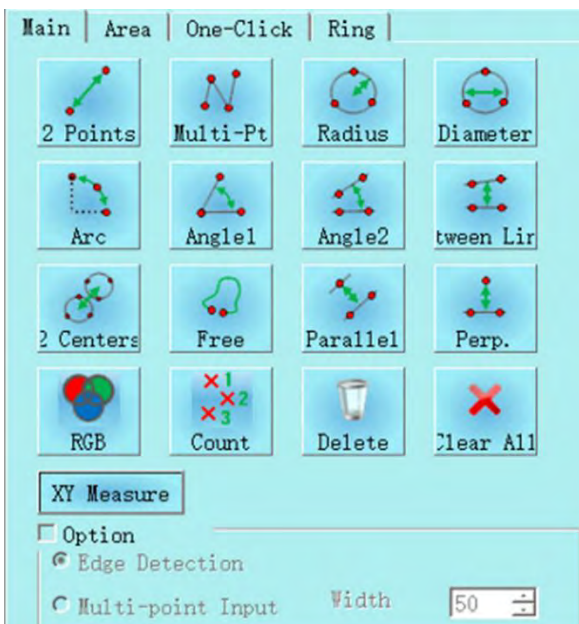 Main Area One-Click Ring
2 Points Multi-Pt Radius Diameter
Arc Angle1 Angle2 tween Lin
2 Centers Free Parallel Perp.
1
2
3
RGB Count Delete Clear All
XY Measure
Option
Edge Detection
Multi-point Input Width 50